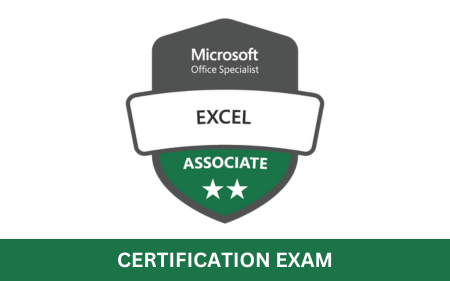 Microsoft
Office Specialist
EXCEL
ASSOCIATE
CERTIFICATION EXAM